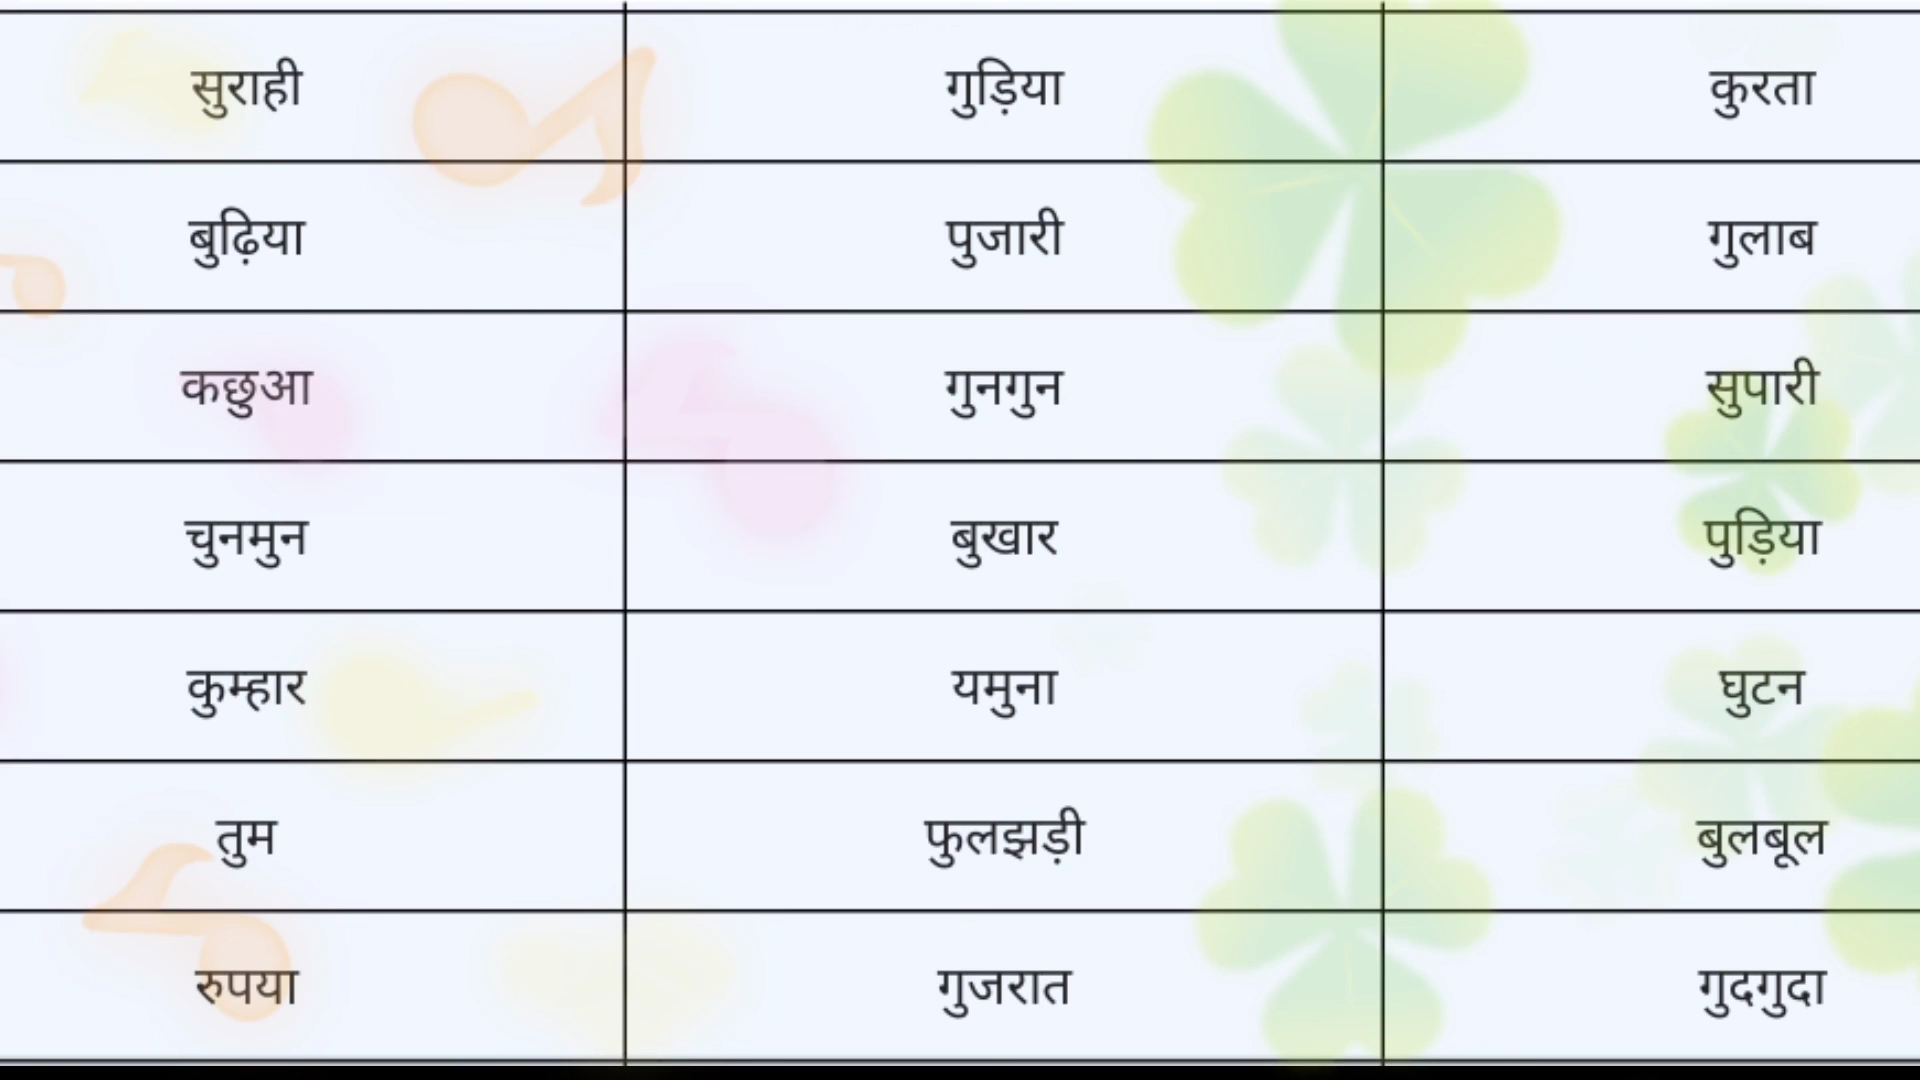 सुराही गुड़िया कुरता
बुढ़िया पुजारी गुलाब
कछुआ गुनगुन सुपारी
चुनमुन बुखार पुड़िया
कुम्हार यमुना घुटन
तुम फुलझड़ी बुलबूल
रुपया गुजरात गुदगुदा